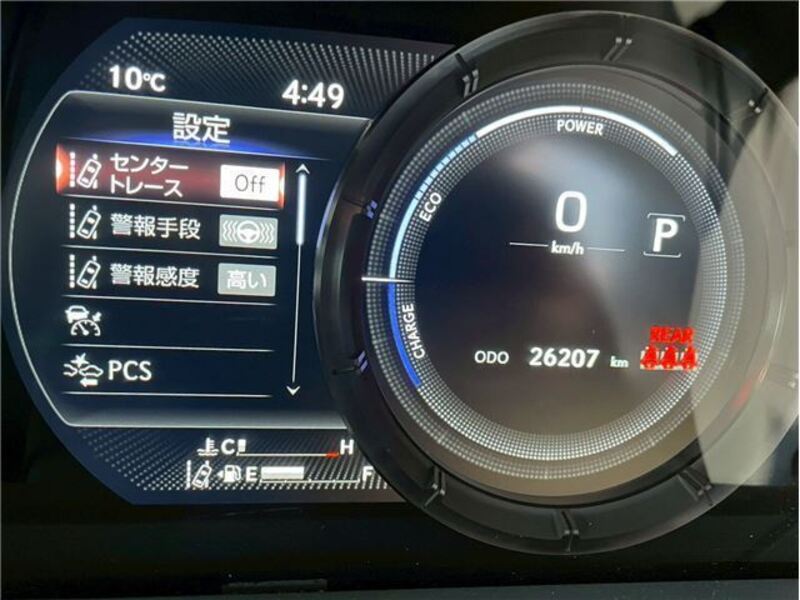 10℃
4:49
設定
センター
トレース
Off
警報手段
警報感度
高い
PCS
C
H
E
F
POWER
ECO
CHARGE
0
km/h
P
ODO 26207 km
REAR